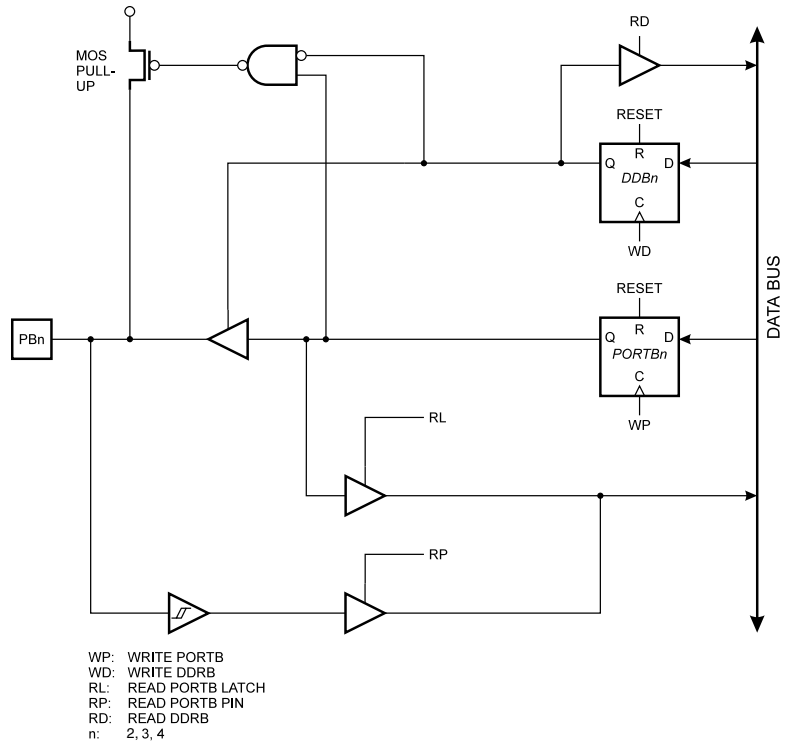 RD
MOS
PULL-
UP
RESET
R
Q
D
DDBn
C
WD
RESET
PBn
R
Q
D
PORTBn
C
WP
DATA BUS
RL
RP
WP: WRITE PORTB
WD: WRITE DDRB
RL: READ PORTB LATCH
RP: READ PORTB PIN
RD: READ DDRB
n: 2, 3, 4